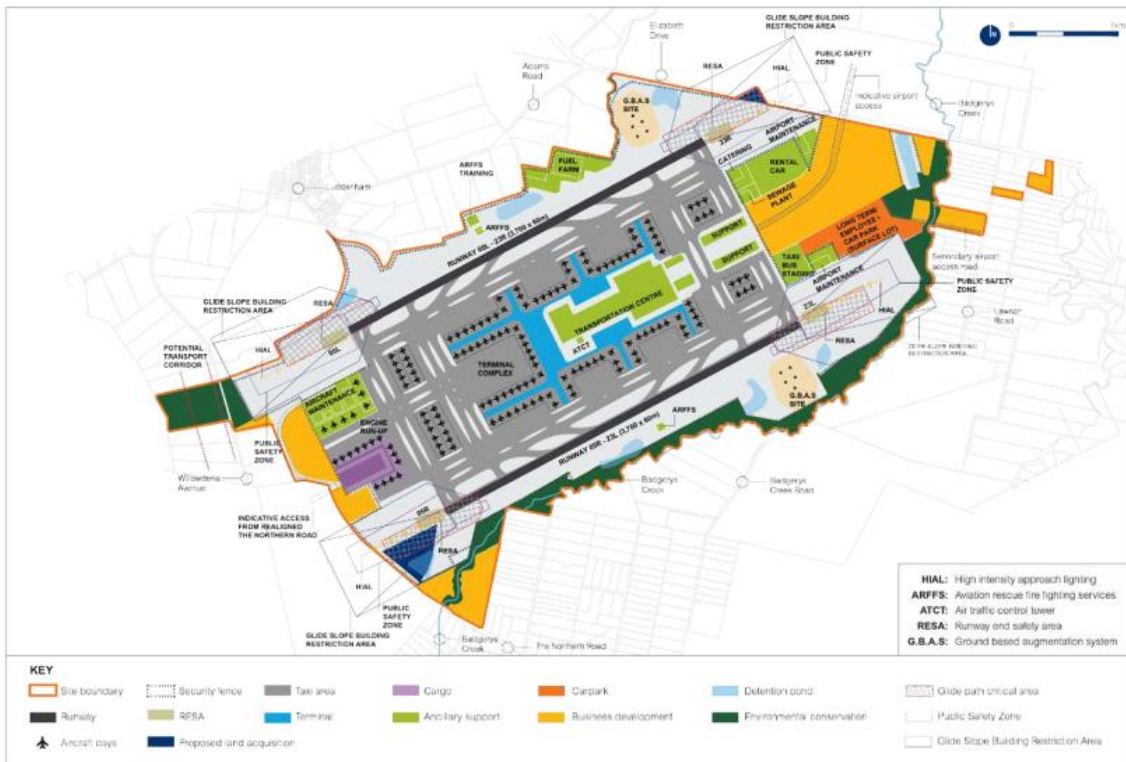 GLIDE SLOPE BUILDING
RESTRICTION AREA
Elizabeth
Drive
PUBLIC SAFETY
ZONE
RESA
HIAL
Adams
Road
Indicative airport
access
Badgerys
Creek
G.B.A.S
SITE
23R
AIRPORT MAINTENANCE
CATERING
RENTAL
CAR
FUEL
FARM
ARFFS
TRAINING
SEWAGE
PLANT
Luddenham
ARFFS
RUNWAY 05L - 23R (3,700 x 60m)
SUPPORT
SUPPORT
LONG TERM
EMPLOYEE
CAR PARK
(SURFACE LOT)
TAXI
BUS
STAGING
AIRPORT
MAINTENANCE
Secondary airport
access road
PUBLIC SAFETY
ZONE
GLIDE SLOPE BUILDING
RESTRICTION AREA
RESA
TRANSPORTATION CENTRE
23L
HIAL
Lawson
Road
HIAL
05L
ATCT
RESA
GLIDE SLOPE BUILDING
RESTRICTION AREA
POTENTIAL
TRANSPORT
CORRIDOR
TERMINAL
COMPLEX
AIRCRAFT
MAINTENANCE
G.B.A.S
SITE
ENGINE
RUN-UP
ARFFS
RUNWAY 05R - 23L (3,700 x 60m)
PUBLIC
SAFETY
ZONE
Willowdene
Avenue
Badgerys
Creek
Badgerys
Creek Road
INDICATIVE ACCESS
FROM REALIGNED
THE NORTHERN ROAD
05R
RESA
HIAL
PUBLIC
SAFETY
ZONE
GLIDE SLOPE BUILDING
RESTRICTION AREA
Badgerys
Creek
The Northern Road
HIAL: High intensity approach lighting
ARFFS: Aviation rescue fire fighting services
ATCT: Air traffic control tower
RESA: Runway end safety area
G.B.A.S: Ground based augmentation system
KEY
Site boundary
Security fence
Taxi area
Cargo
Carpark
Detention pond
Glide path critical area
Runway
RESA
Terminal
Ancillary support
Business development
Environmental conservation
Public Safety Zone
Aircraft bays
Proposed land acquisition
Glide Slope Building Restriction Area